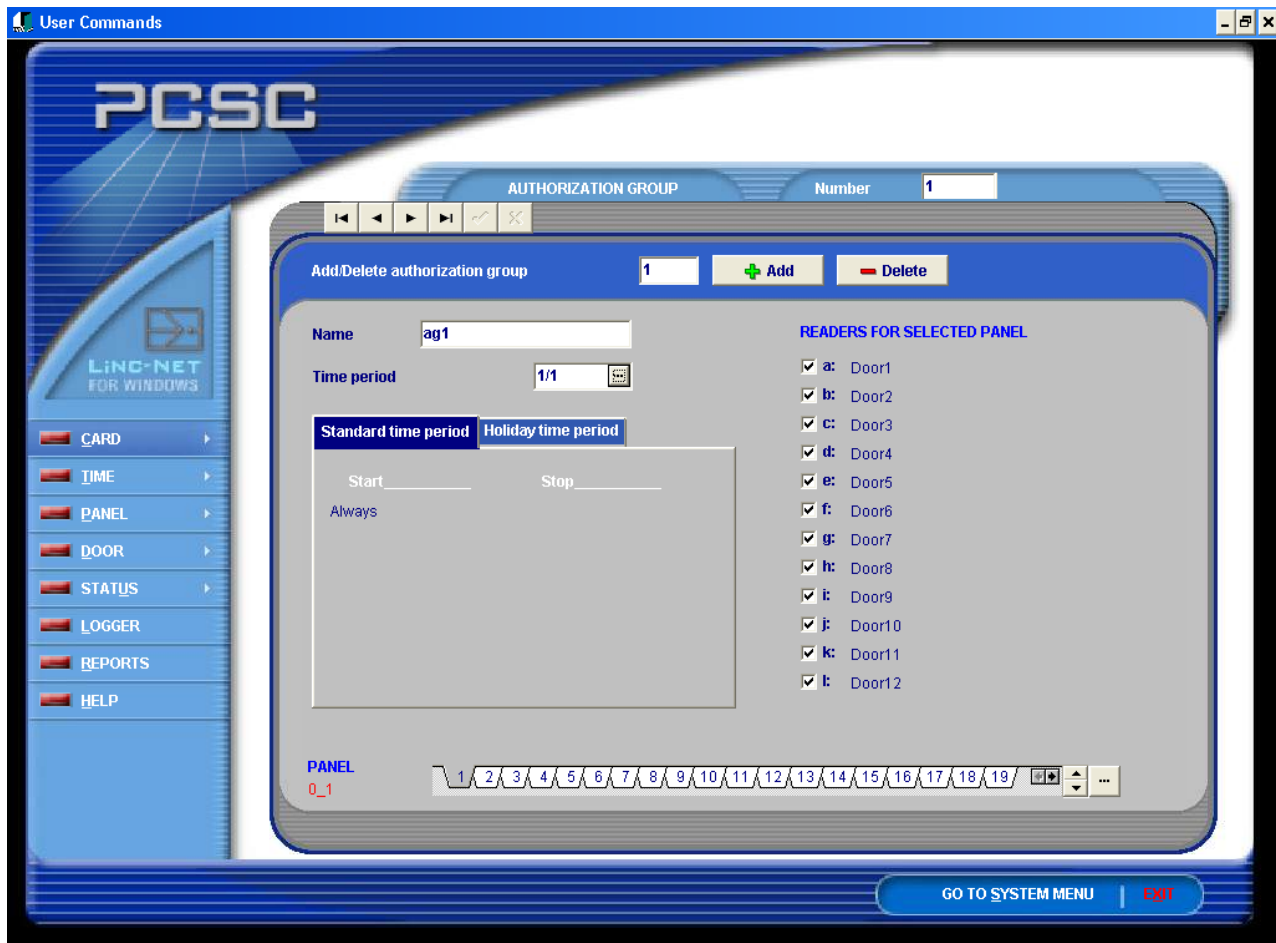 User Commands
PCSC
AUTHORIZATION GROUP Number 1
Add/Delete authorization group 1 Add Delete
LiNC-NET
FOR WINDOWS
CARD
TIME
PANEL
DOOR
STATUS
LOGGER
REPORTS
HELP
Name ag1
Time period 1/1 ...
Standard time period Holiday time period
Start__________ Stop__________
Always
READERS FOR SELECTED PANEL
a: Door1
b: Door2
c: Door3
d: Door4
e: Door5
f: Door6
g: Door7
h: Door8
i: Door9
j: Door10
k: Door11
l: Door12
PANEL
0_1
1 2 3 4 5 6 7 8 9 10 11 12 13 14 15 16 17 18 19 ...
GO TO SYSTEM MENU | EXIT